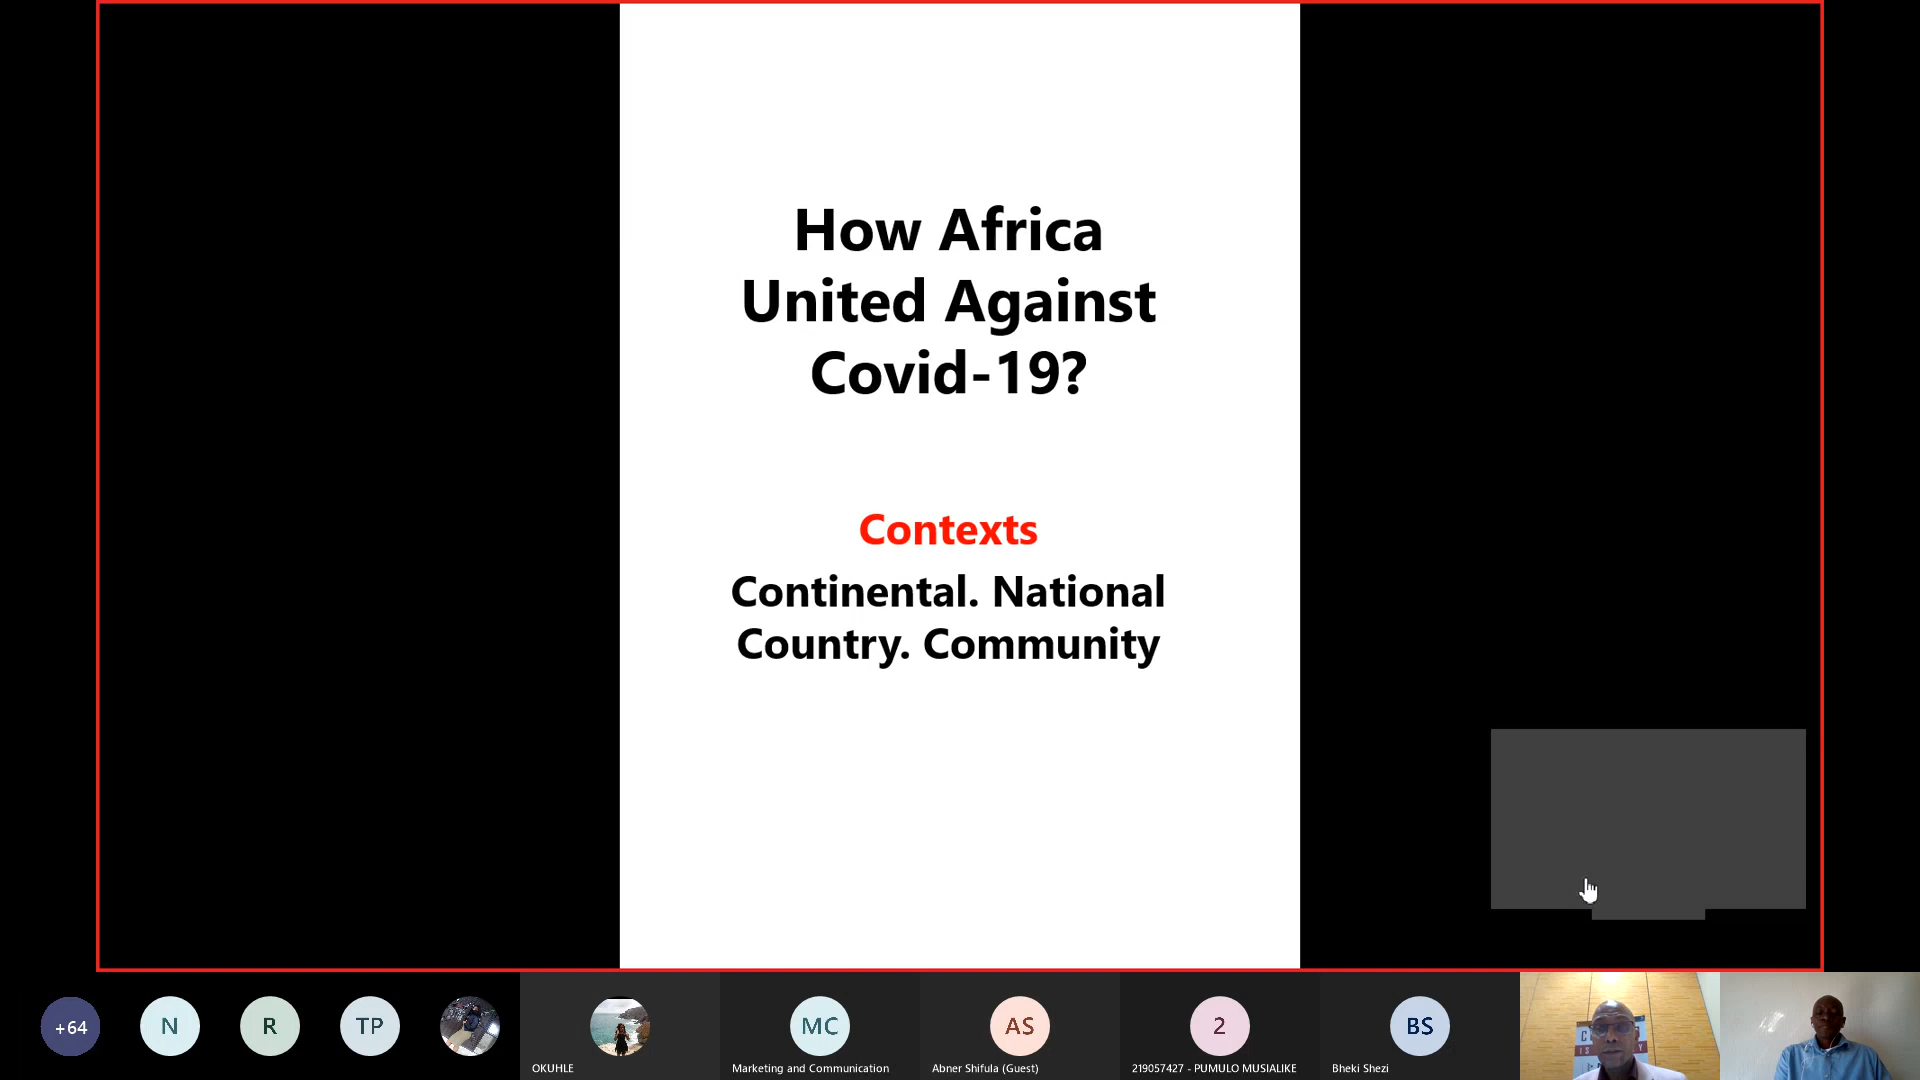 How Africa
United Against
Covid-19?
Contexts
Continental. National
Country. Community
+64
N
R
TP
OKUHLE
MC
Marketing and Communication
AS
Abner Shifula (Guest)
2
219057427 - PUMULO MUSIALIKE
BS
Bheki Shezi